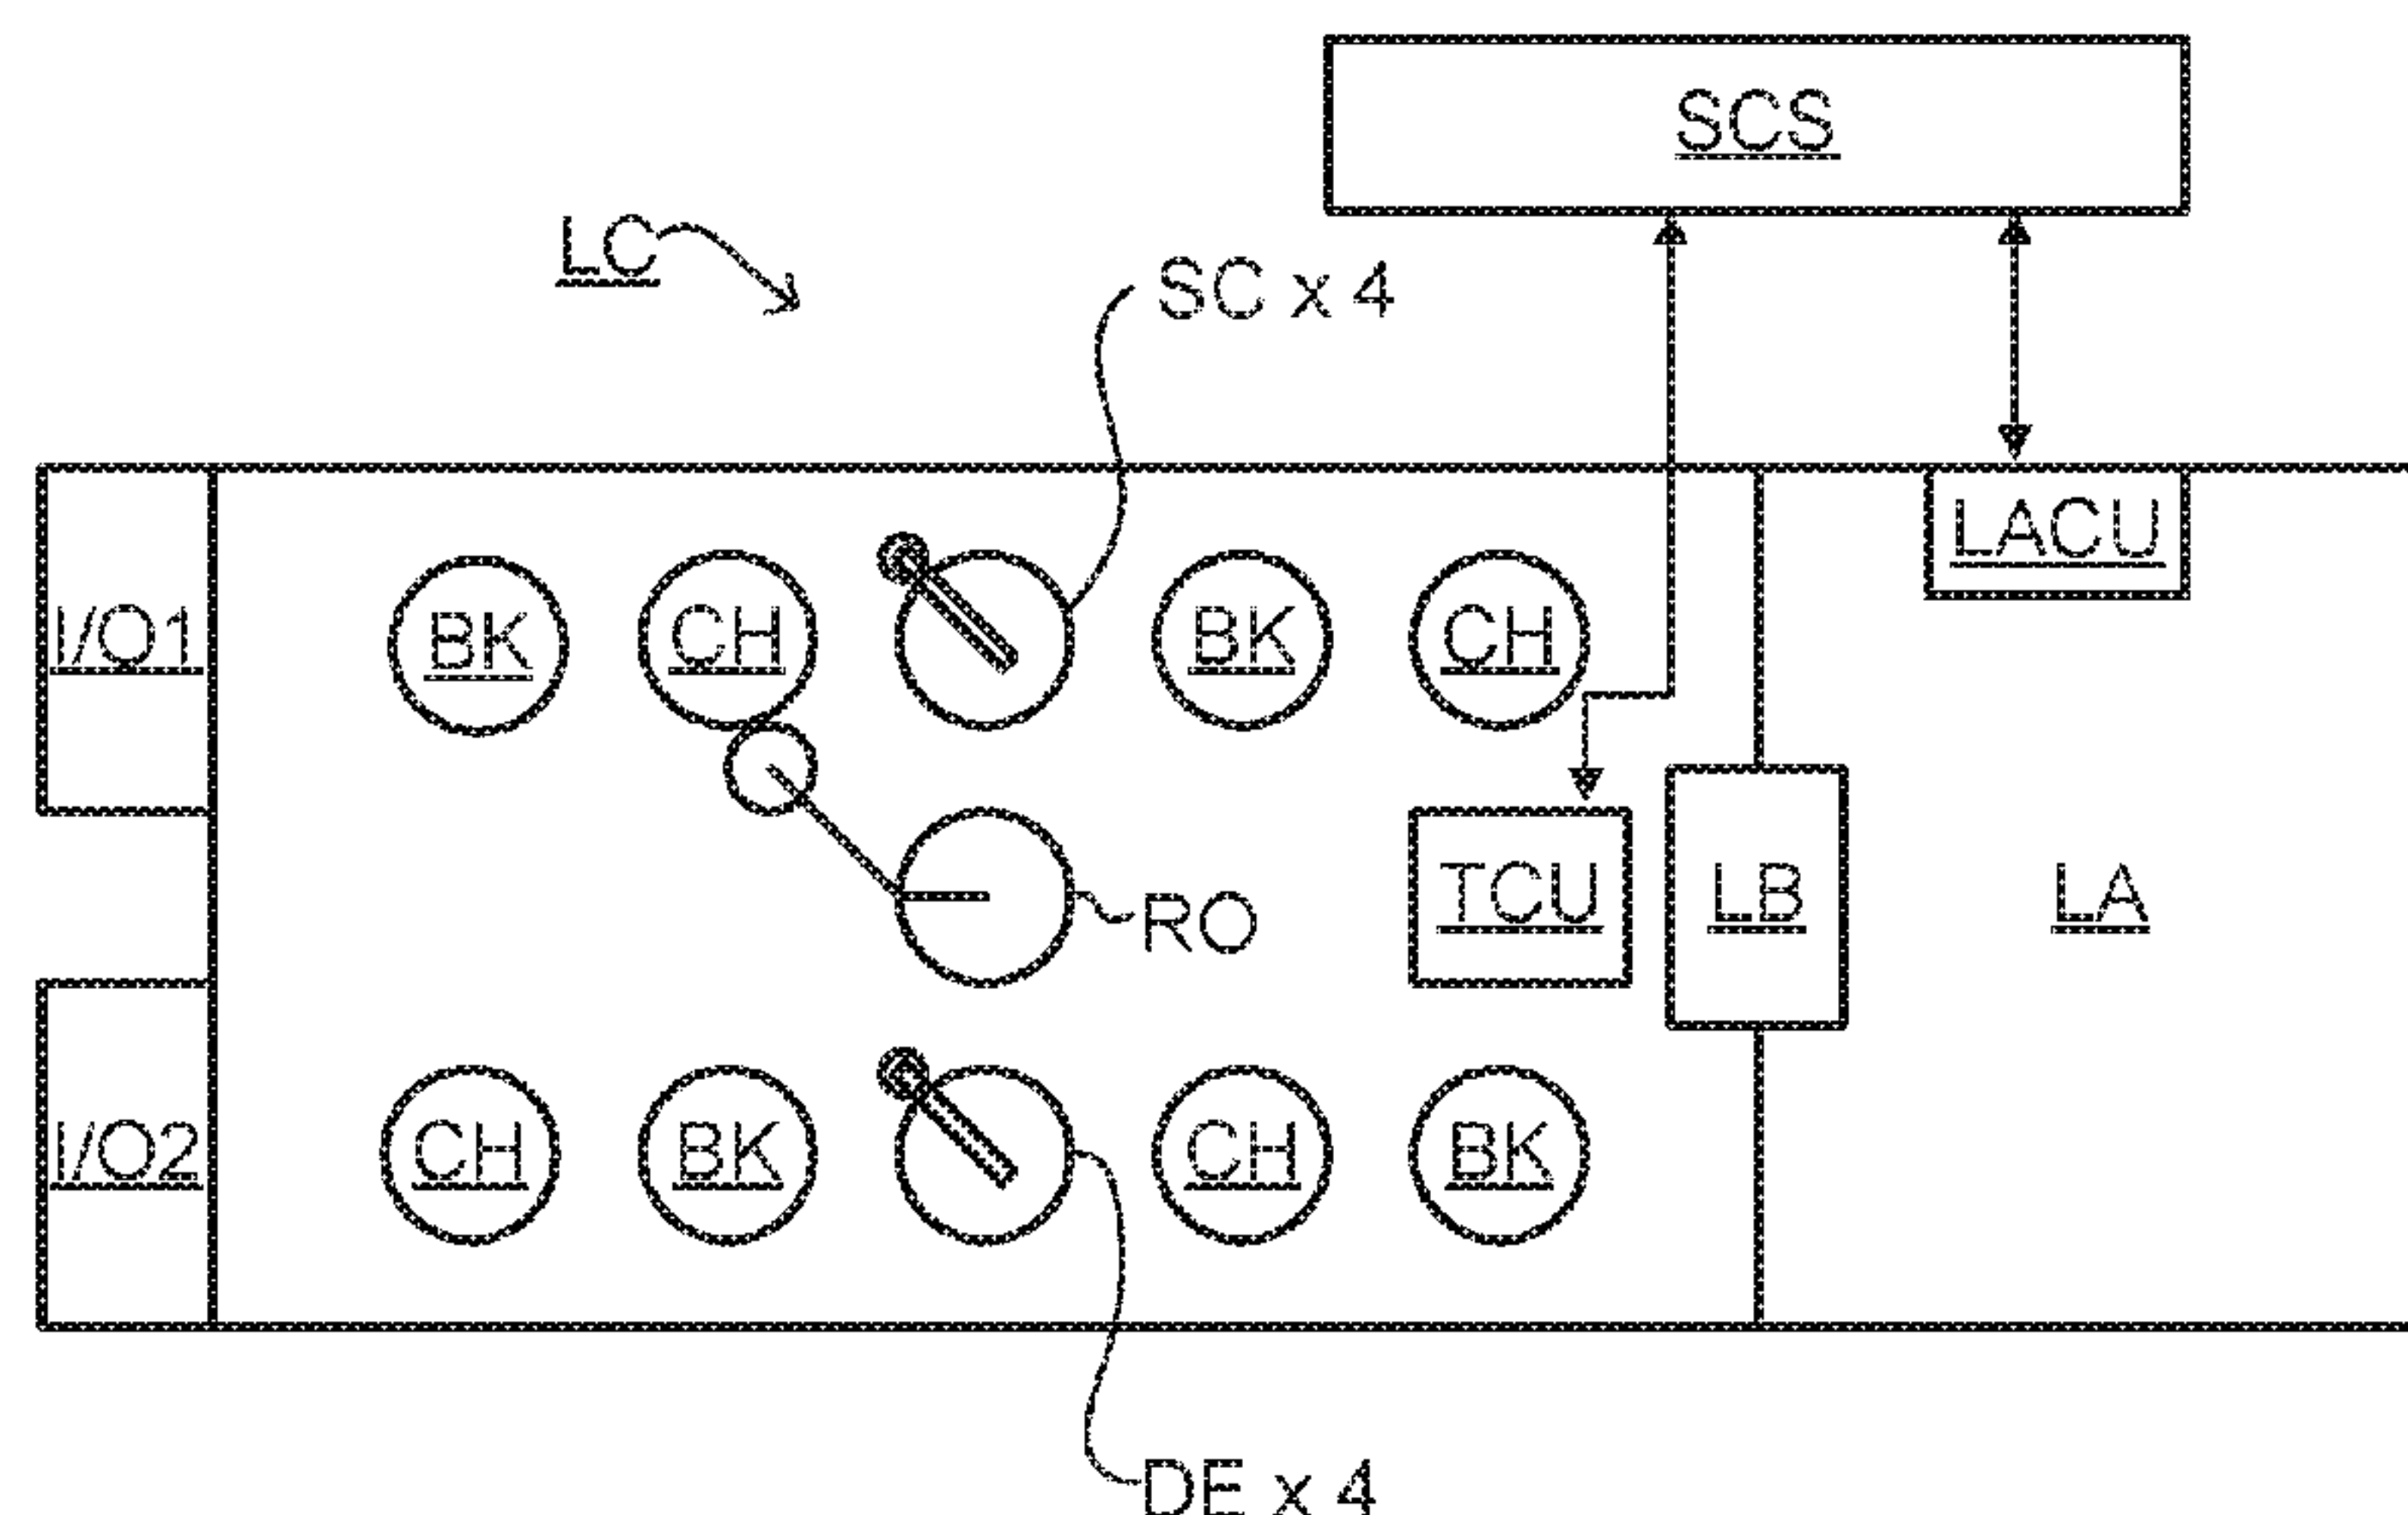 SCS
LC
SC x 4
LACU
I/O1
BK
CH
BK
CH
TCU
LB
LA
RO
I/O2
CH
BK
CH
BK
DE x 4